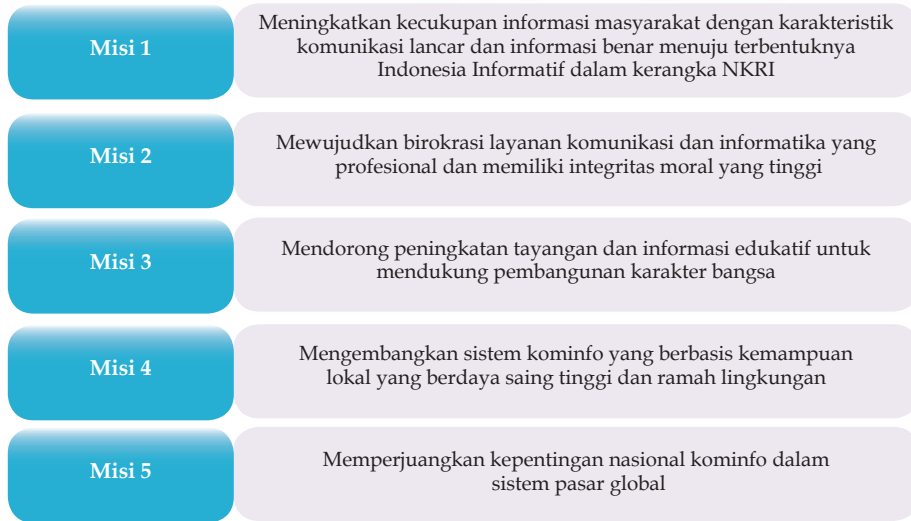 Misi 1
Meningkatkan kecukupan informasi masyarakat dengan karakteristik
komunikasi lancar dan informasi benar menuju terbentuknya
Indonesia Informatif dalam kerangka NKRI
Misi 2
Mewujudkan birokrasi layanan komunikasi dan informatika yang
profesional dan memiliki integritas moral yang tinggi
Misi 3
Mendorong peningkatan tayangan dan informasi edukatif untuk
mendukung pembangunan karakter bangsa
Misi 4
Mengembangkan sistem kominfo yang berbasis kemampuan
lokal yang berdaya saing tinggi dan ramah lingkungan
Misi 5
Memperjuangkan kepentingan nasional kominfo dalam
sistem pasar global